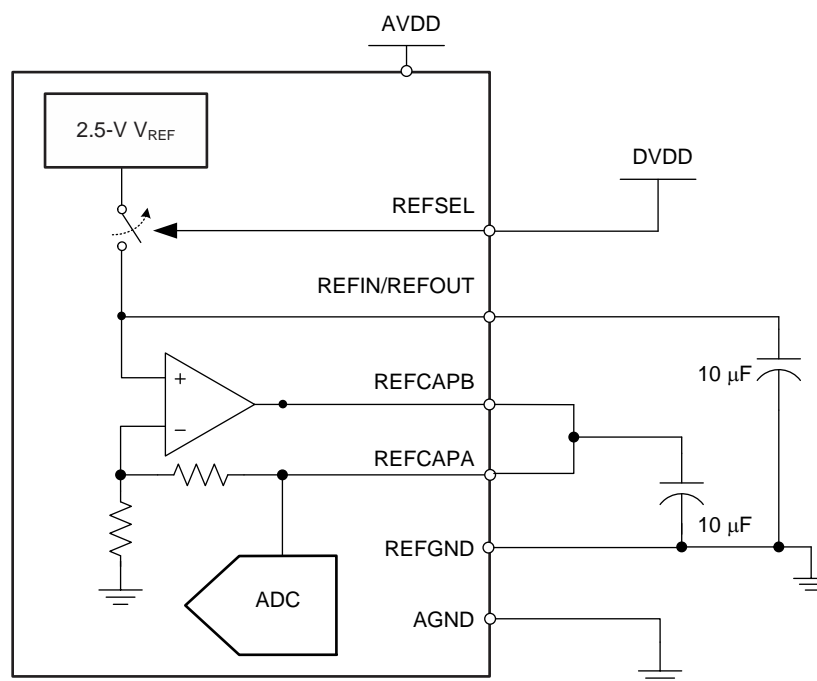 AVDD
2.5-V VREF
DVDD
REFSEL
REFIN/REFOUT
+
REFCAPB
10 μF
−
REFCAPA
10 μF
REFGND
ADC
AGND